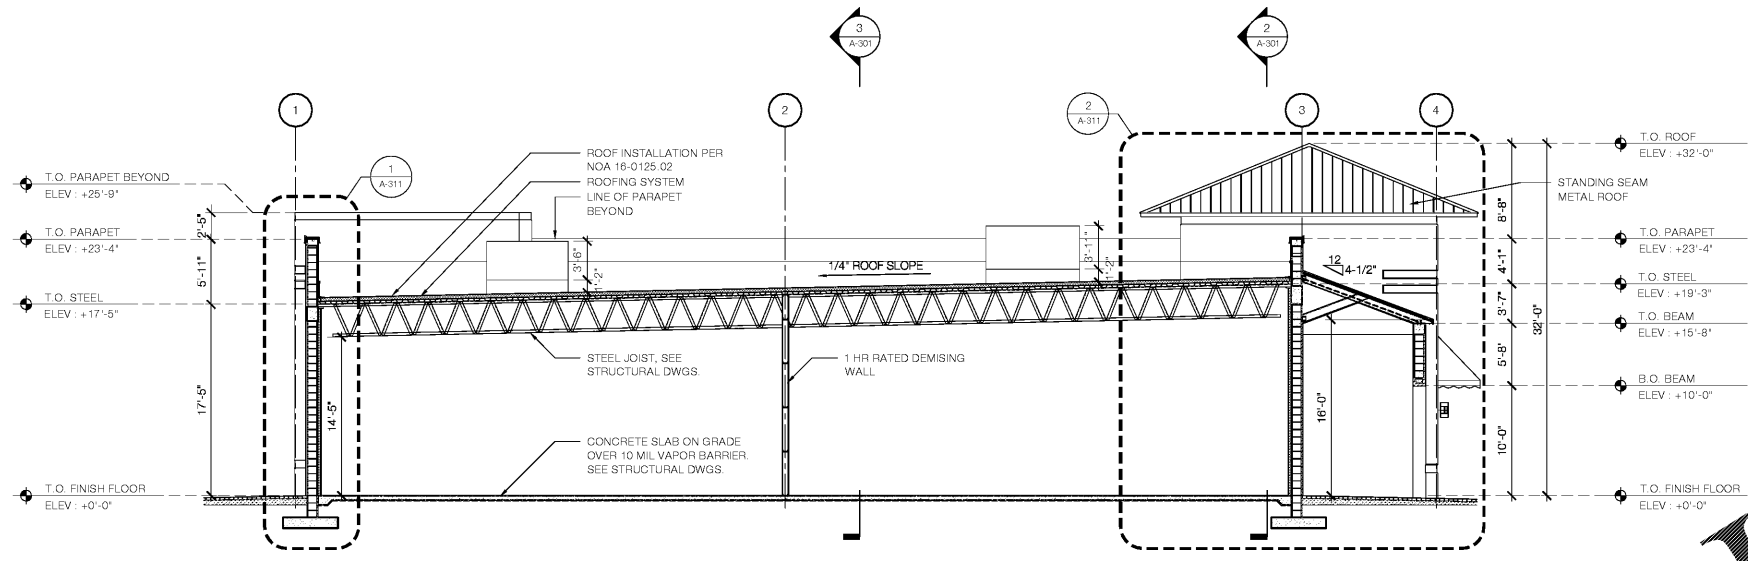 3
A-301
2
A-301
1
2
2
A-311
3
4
1
A-311
T.O. PARAPET BEYOND
ELEV : +25'-9"
T.O. PARAPET
ELEV : +23'-4"
T.O. STEEL
ELEV : +17'-5"
T.O. FINISH FLOOR
ELEV : +0'-0"
2'-5"
5'-11"
17'-5"
14'-5"
ROOF INSTALLATION PER
NOA 16-0125.02
ROOFING SYSTEM
LINE OF PARAPET
BEYOND
3'-6"
1'-2"
1/4" ROOF SLOPE
3'-11"
1'-2"
STEEL JOIST, SEE
STRUCTURAL DWGS.
1 HR RATED DEMISING
WALL
CONCRETE SLAB ON GRADE
OVER 10 MIL VAPOR BARRIER.
SEE STRUCTURAL DWGS.
12
4-1/2"
16'-0"
STANDING SEAM
METAL ROOF
8'-8"
4'-1"
3'-7"
5'-8'
10'-0"
32'-0"
T.O. ROOF
ELEV : +32'-0"
T.O. PARAPET
ELEV : +23'-4"
T.O. STEEL
ELEV : +19'-3"
T.O. BEAM
ELEV : +15'-8"
B.O. BEAM
ELEV : +10'-0"
T.O. FINISH FLOOR
ELEV : +0'-0"